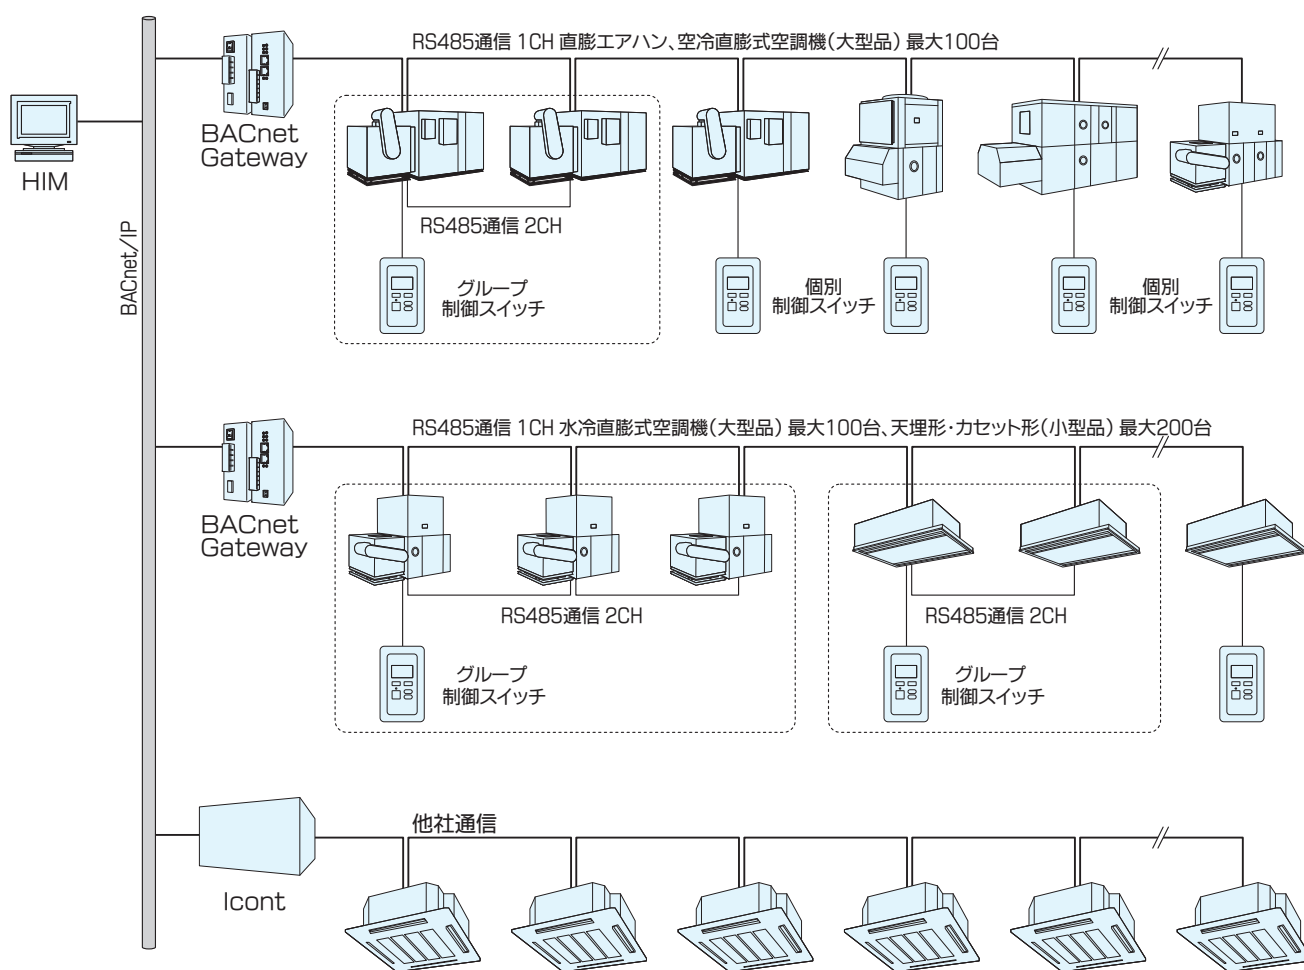 RS485通信 1CH 直膨エアハン、空冷直膨式空調機(大型品) 最大100台
BACnet
Gateway
HIM
BACnet/IP
RS485通信 2CH
グループ
制御スイッチ
個別
制御スイッチ
個別
制御スイッチ
RS485通信 1CH 水冷直膨式空調機(大型品) 最大100台、天埋形・カセット形(小型品) 最大200台
BACnet
Gateway
RS485通信 2CH
RS485通信 2CH
グループ
制御スイッチ
グループ
制御スイッチ
他社通信
Icont